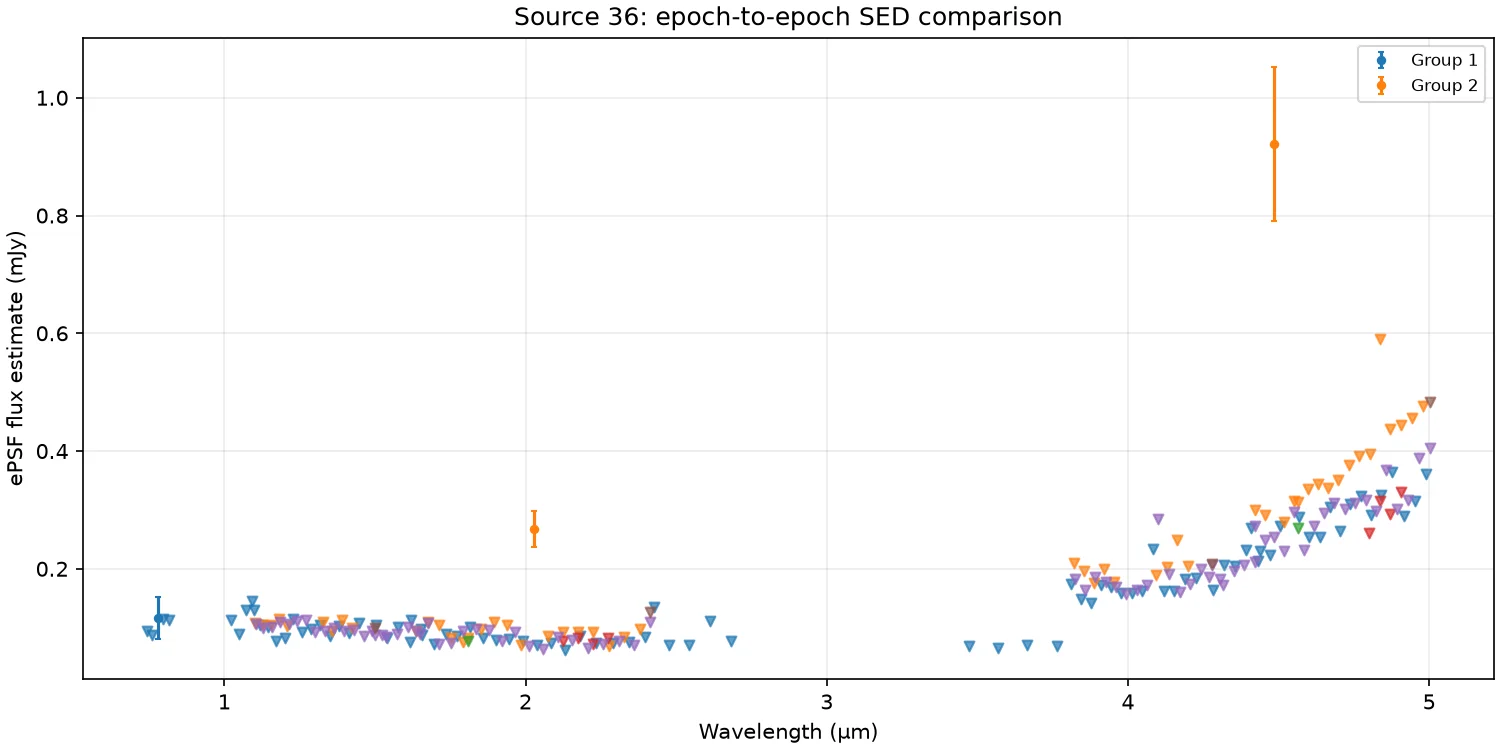 Source 36: epoch-to-epoch SED comparison
Group 1
Group 2
ePSF flux estimate (mJy)
1.0
0.8
0.6
0.4
0.2
1 2 3 4 5
Wavelength (μm)